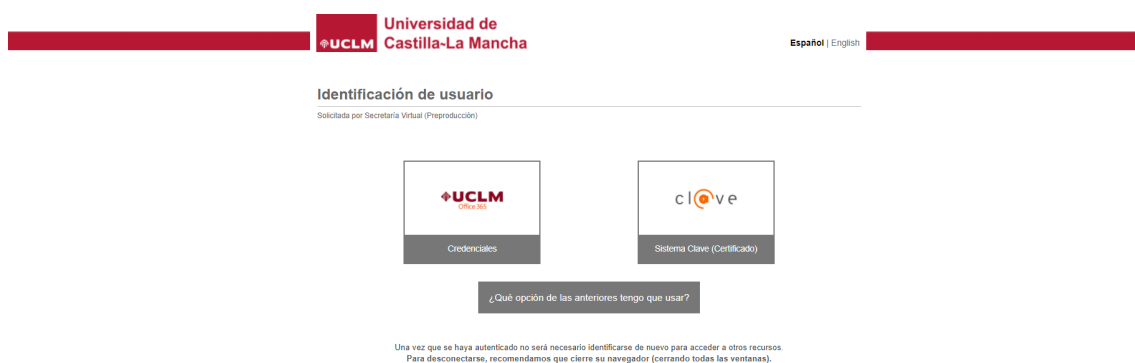 Universidad de
UCLM Castilla~La Mancha
Español | English
Identificación de usuario
Solicitada por Secretaría Virtual (Preproducción)
UCLM
Office 365
cl@ve
Credenciales
Sistema Clave (Certificado)
¿Qué opción de las anteriores tengo que usar?
Una vez que se haya autenticado no será necesario identificarse de nuevo para acceder a otros recursos.
Para desconectarse, recomendamos que cierre su navegador (cerrando todas las ventanas).